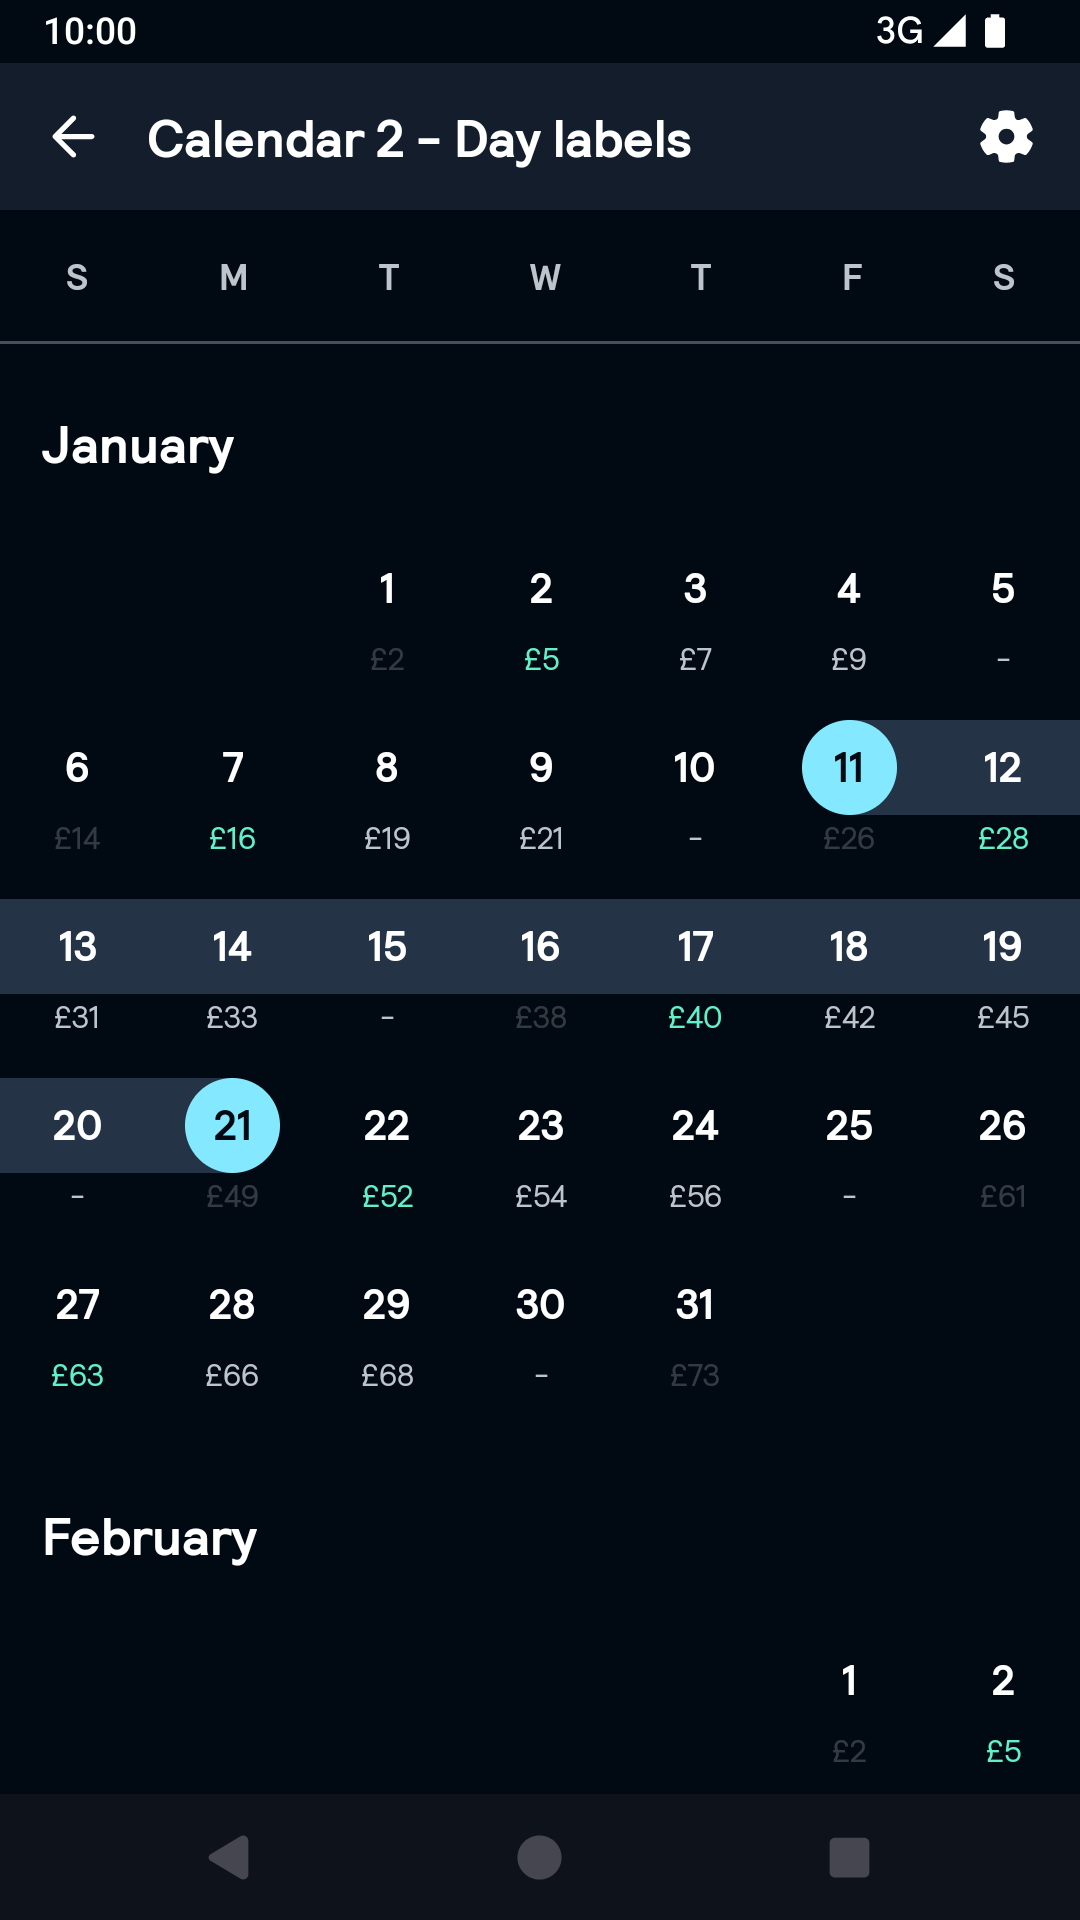 10:00 3G
Calendar 2 - Day labels
S M T W T F S
January
1 2 3 4 5
£2 £5 £7 £9 -
6 7 8 9 10 11 12
£14 £16 £19 £21 - £26 £28
13 14 15 16 17 18 19
£31 £33 - £38 £40 £42 £45
20 21 22 23 24 25 26
- £49 £52 £54 £56 - £61
27 28 29 30 31
£63 £66 £68 - £73
February
1 2
£2 £5